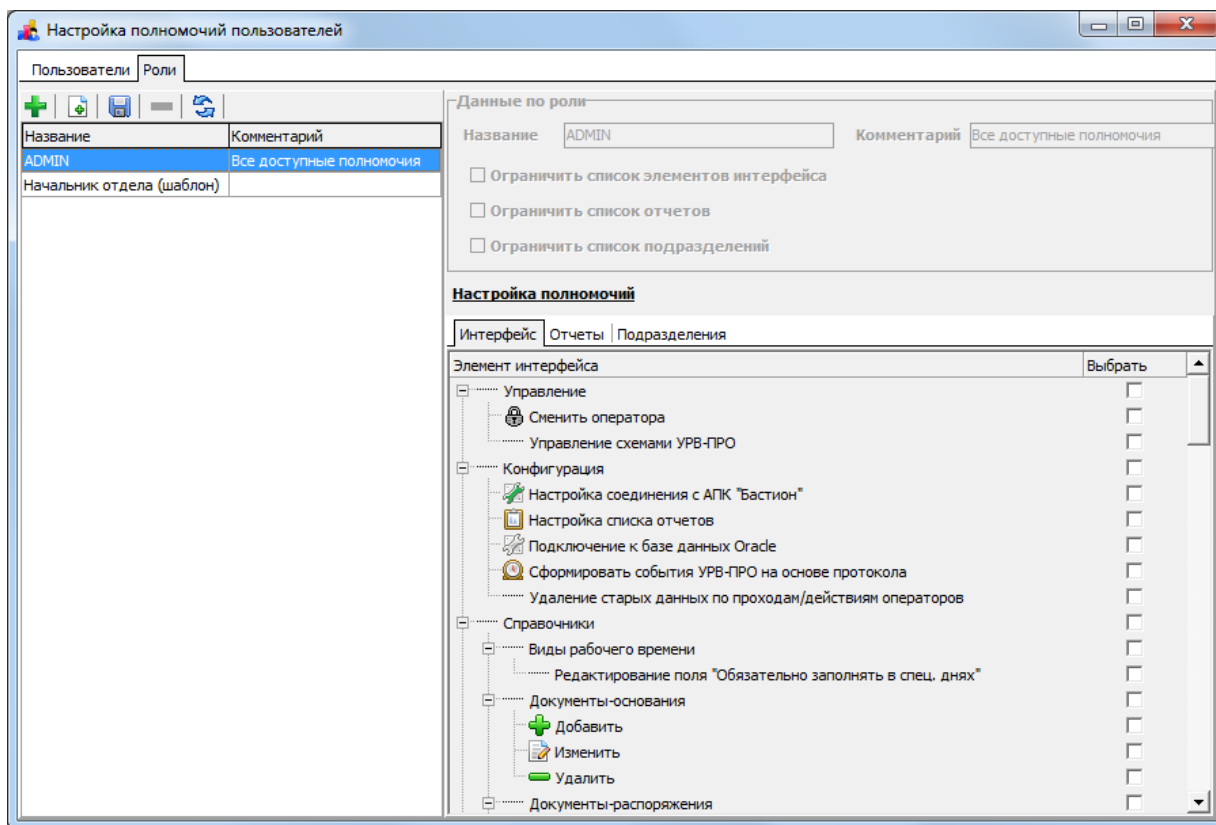 Настройка полномочий пользователей
Пользователи Роли
Название Комментарий
ADMIN Все доступные полномочия
Начальник отдела (шаблон)
Данные по роли
Название ADMIN Комментарий Все доступные полномочия
Ограничить список элементов интерфейса
Ограничить список отчетов
Ограничить список подразделений
Настройка полномочий
Интерфейс Отчеты Подразделения
Элемент интерфейса Выбрать
Управление
Сменить оператора
Управление схемами УРВ-ПРО
Конфигурация
Настройка соединения с АПК "Бастион"
Настройка списка отчетов
Подключение к базе данных Oracle
Сформировать события УРВ-ПРО на основе протокола
Удаление старых данных по проходам/действиям операторов
Справочники
Виды рабочего времени
Редактирование поля "Обязательно заполнять в спец. днях"
Документы-основания
Добавить
Изменить
Удалить
Документы-распоряжения